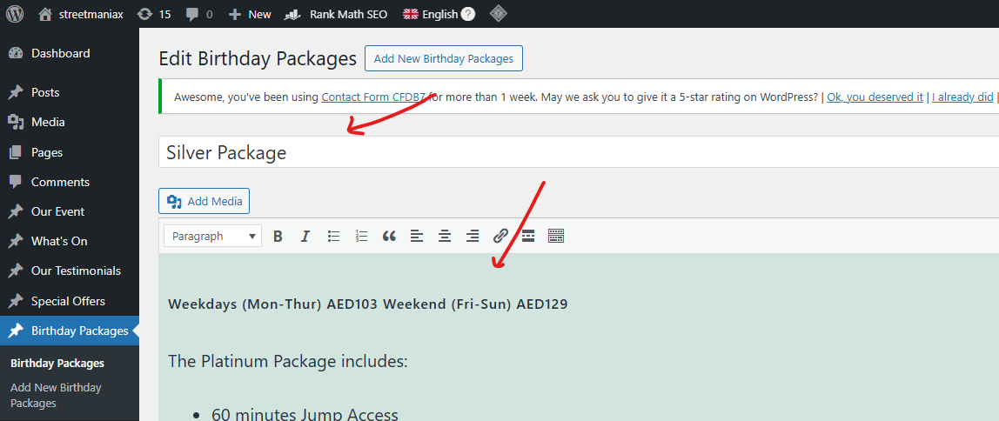 streetmaniax 15 0 New Rank Math SEO English ?
Dashboard
Posts
Media
Pages
Comments
Our Event
What's On
Our Testimonials
Special Offers
Birthday Packages
Birthday Packages
Add New Birthday
Packages
Edit Birthday Packages Add New Birthday Packages
Awesome, you've been using Contact Form CFDB7 for more than 1 week. May we ask you to give it a 5-star rating on WordPress? | Ok, you deserved it | I already did |
Silver Package
Add Media
Paragraph B I
Weekdays (Mon-Thur) AED103 Weekend (Fri-Sun) AED129
The Platinum Package includes:
• 60 minutes Jump Access